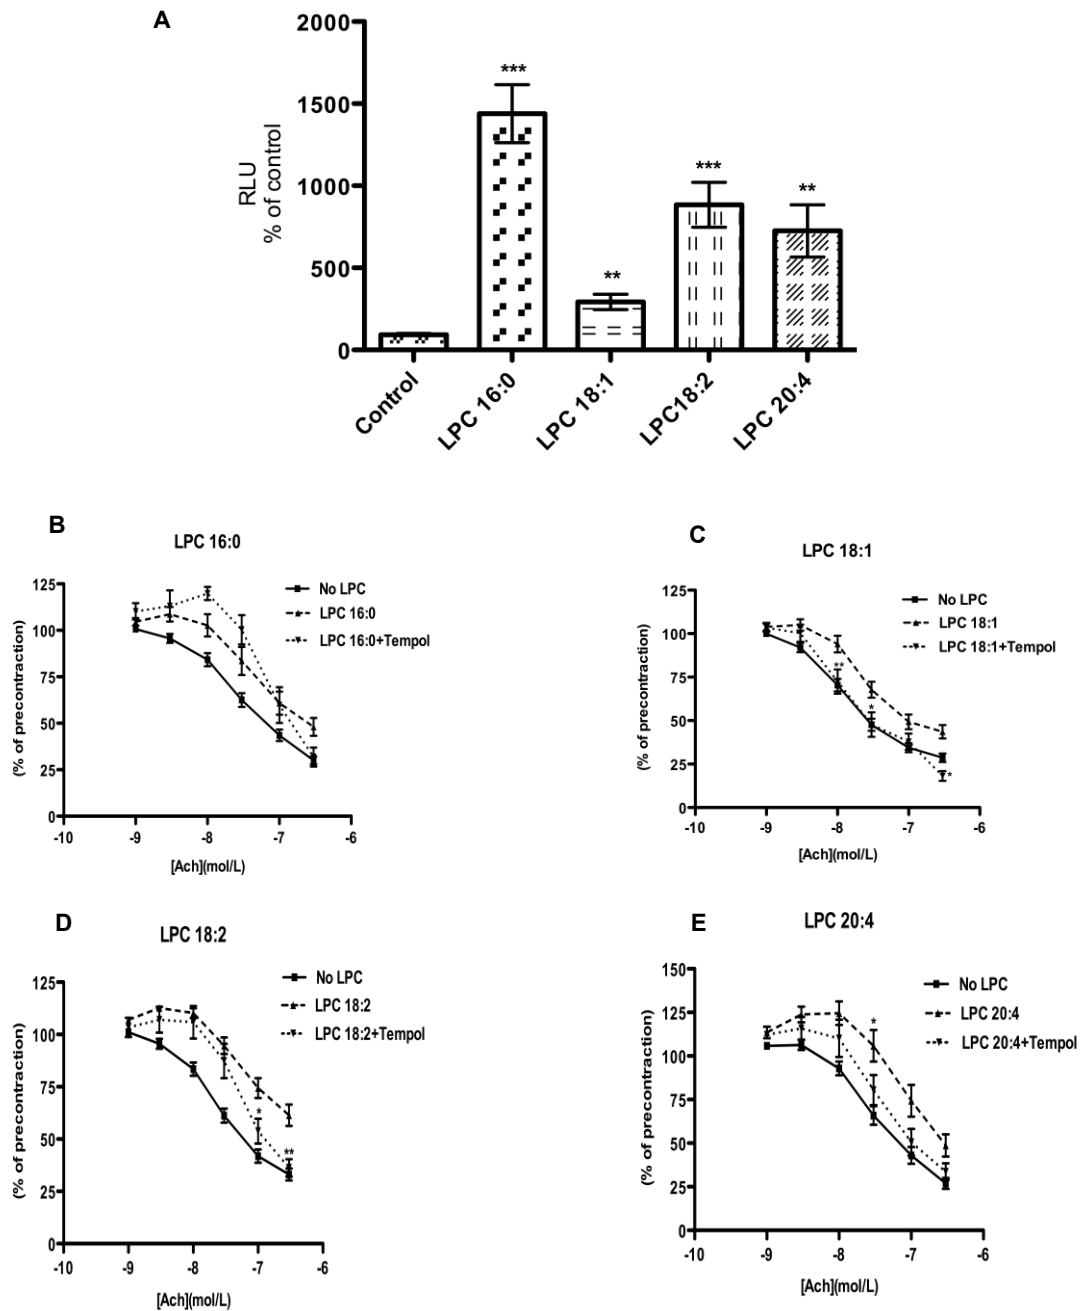 A
2000
1500
1000
500
0
RLU
% of control
***
**
***
**
Control
LPC 16:0
LPC 18:1
LPC18:2
LPC 20:4
B
LPC 16:0
No LPC
LPC 16:0
LPC 16:0+Tempol
125
100
75
50
25
0
(% of precontraction)
-10 -9 -8 -7 -6
[Ach](mol/L)
C
LPC 18:1
No LPC
LPC 18:1
LPC 18:1+Tempol
125
100
75
50
25
0
(% of precontraction)
**
*
*
-10 -9 -8 -7 -6
[Ach](mol/L)
D
LPC 18:2
No LPC
LPC 18:2
LPC 18:2+Tempol
125
100
75
50
25
0
(% of precontraction)
*
**
-10 -9 -8 -7 -6
[Ach](mol/L)
E
LPC 20:4
No LPC
LPC 20:4
LPC 20:4+Tempol
150
125
100
75
50
25
0
(% of precontraction)
*
-10 -9 -8 -7 -6
[Ach](mol/L)